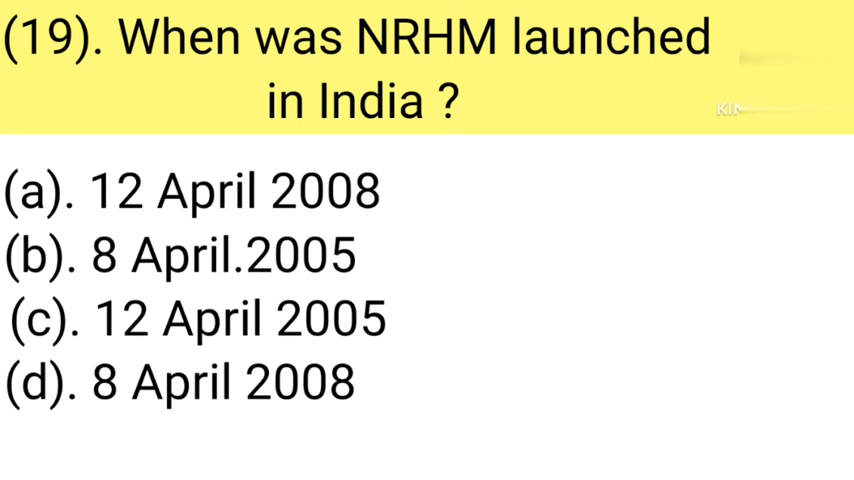 (19). When was NRHM launched
in India ?
(a). 12 April 2008
(b). 8 April.2005
(c). 12 April 2005
(d). 8 April 2008